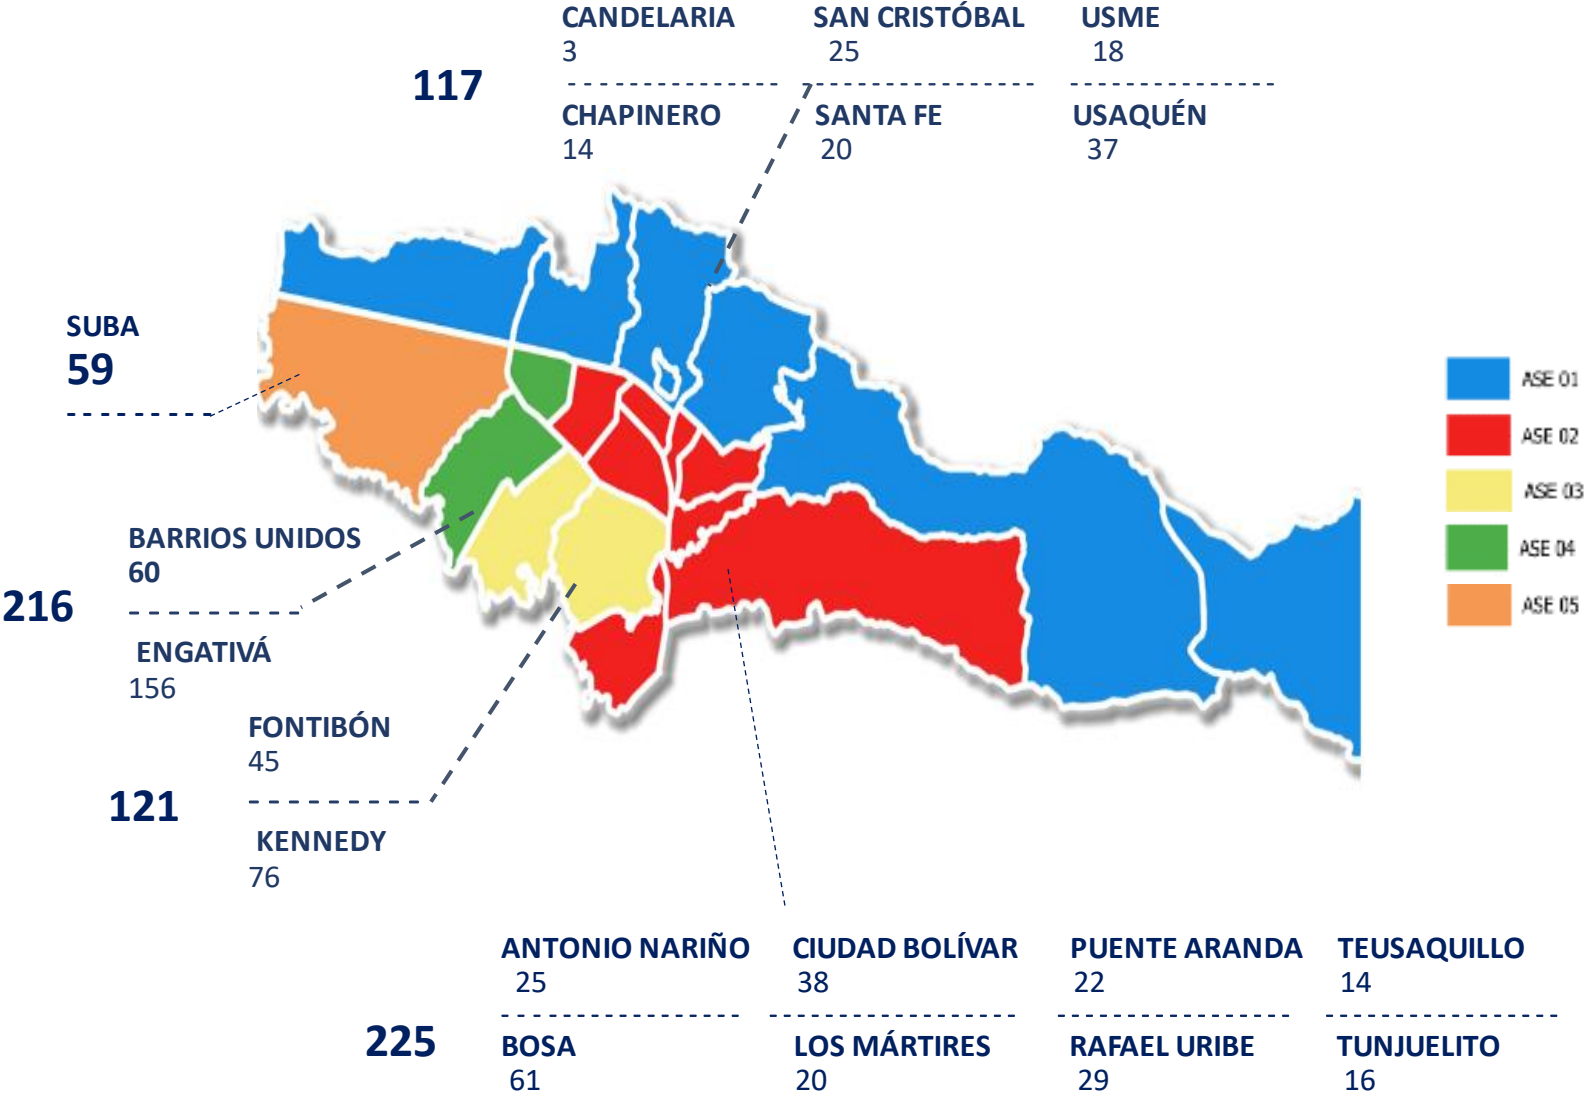 CANDELARIA
3
SAN CRISTÓBAL
25
USME
18
117
CHAPINERO
14
SANTA FE
20
USAQUÉN
37
SUBA
59
ASE 01
ASE 02
ASE 03
ASE 04
ASE 05
BARRIOS UNIDOS
60
216
ENGATIVÁ
156
FONTIBÓN
45
121
KENNEDY
76
ANTONIO NARIÑO
25
CIUDAD BOLÍVAR
38
PUENTE ARANDA
22
TEUSAQUILLO
14
225
BOSA
61
LOS MÁRTIRES
20
RAFAEL URIBE
29
TUNJUELITO
16